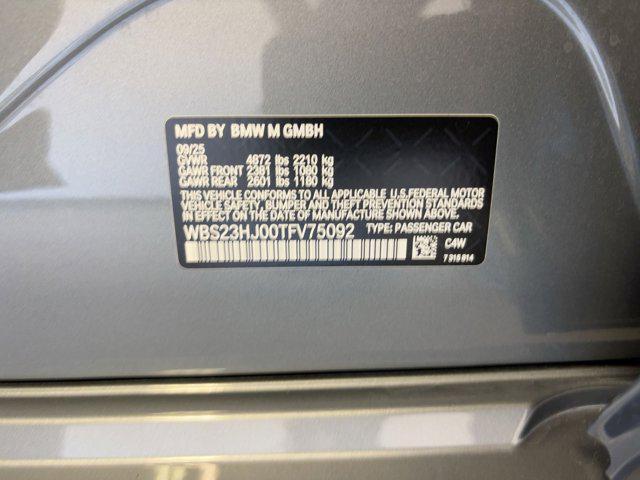 MFD BY BMW M GMBH
09/25
GVWR 4872 lbs 2210 kg
GAWR FRONT 2381 lbs 1080 kg
GAWR REAR 2601 lbs 1180 kg
THIS VEHICLE CONFORMS TO ALL APPLICABLE U.S.FEDERAL MOTOR
VEHICLE SAFETY, BUMPER AND THEFT PREVENTION STANDARDS
IN EFFECT ON THE DATE OF MANUFACTURE SHOWN ABOVE.
WBS23HJ00TFV75092 TYPE: PASSENGER CAR
C4W
7 915 914